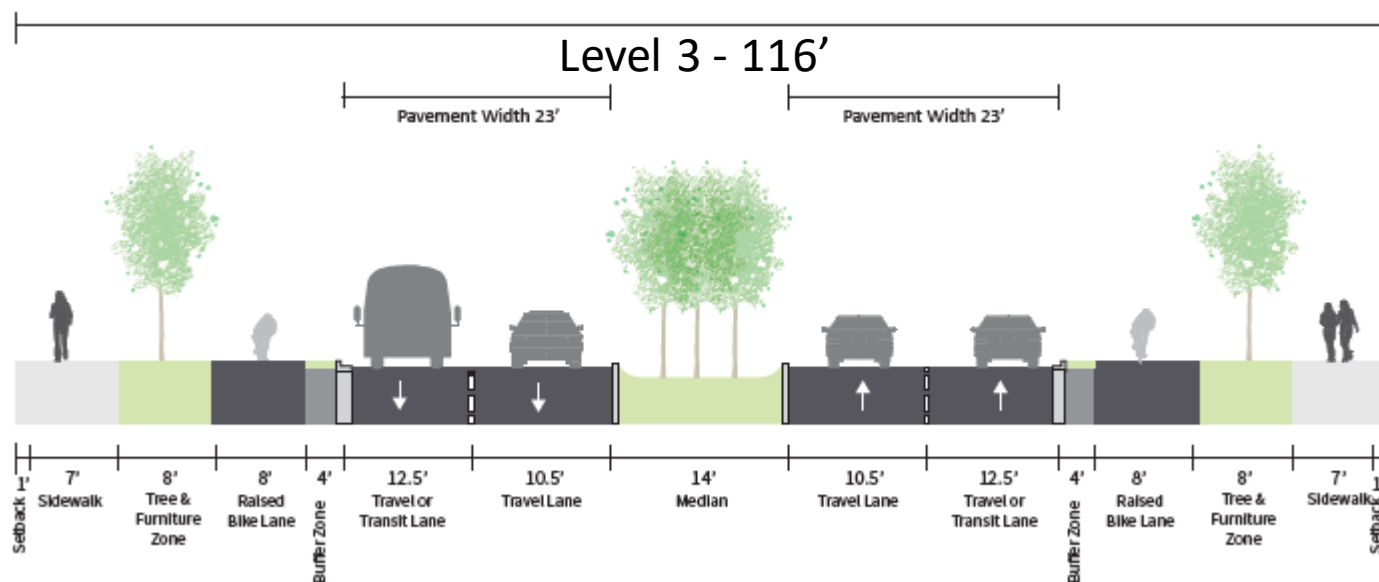 Level 3 - 116’
Pavement Width 23’
Pavement Width 23’
1’
Setback
7’
Sidewalk
8’
Tree &
Furniture
Zone
8’
Raised
Bike Lane
4’
Buffer Zone
12.5’
Travel or
Transit Lane
10.5’
Travel Lane
14’
Median
10.5’
Travel Lane
12.5’
Travel or
Transit Lane
4’
Buffer Zone
8’
Raised
Bike Lane
8’
Tree &
Furniture
Zone
7’
Sidewalk
1
Setback